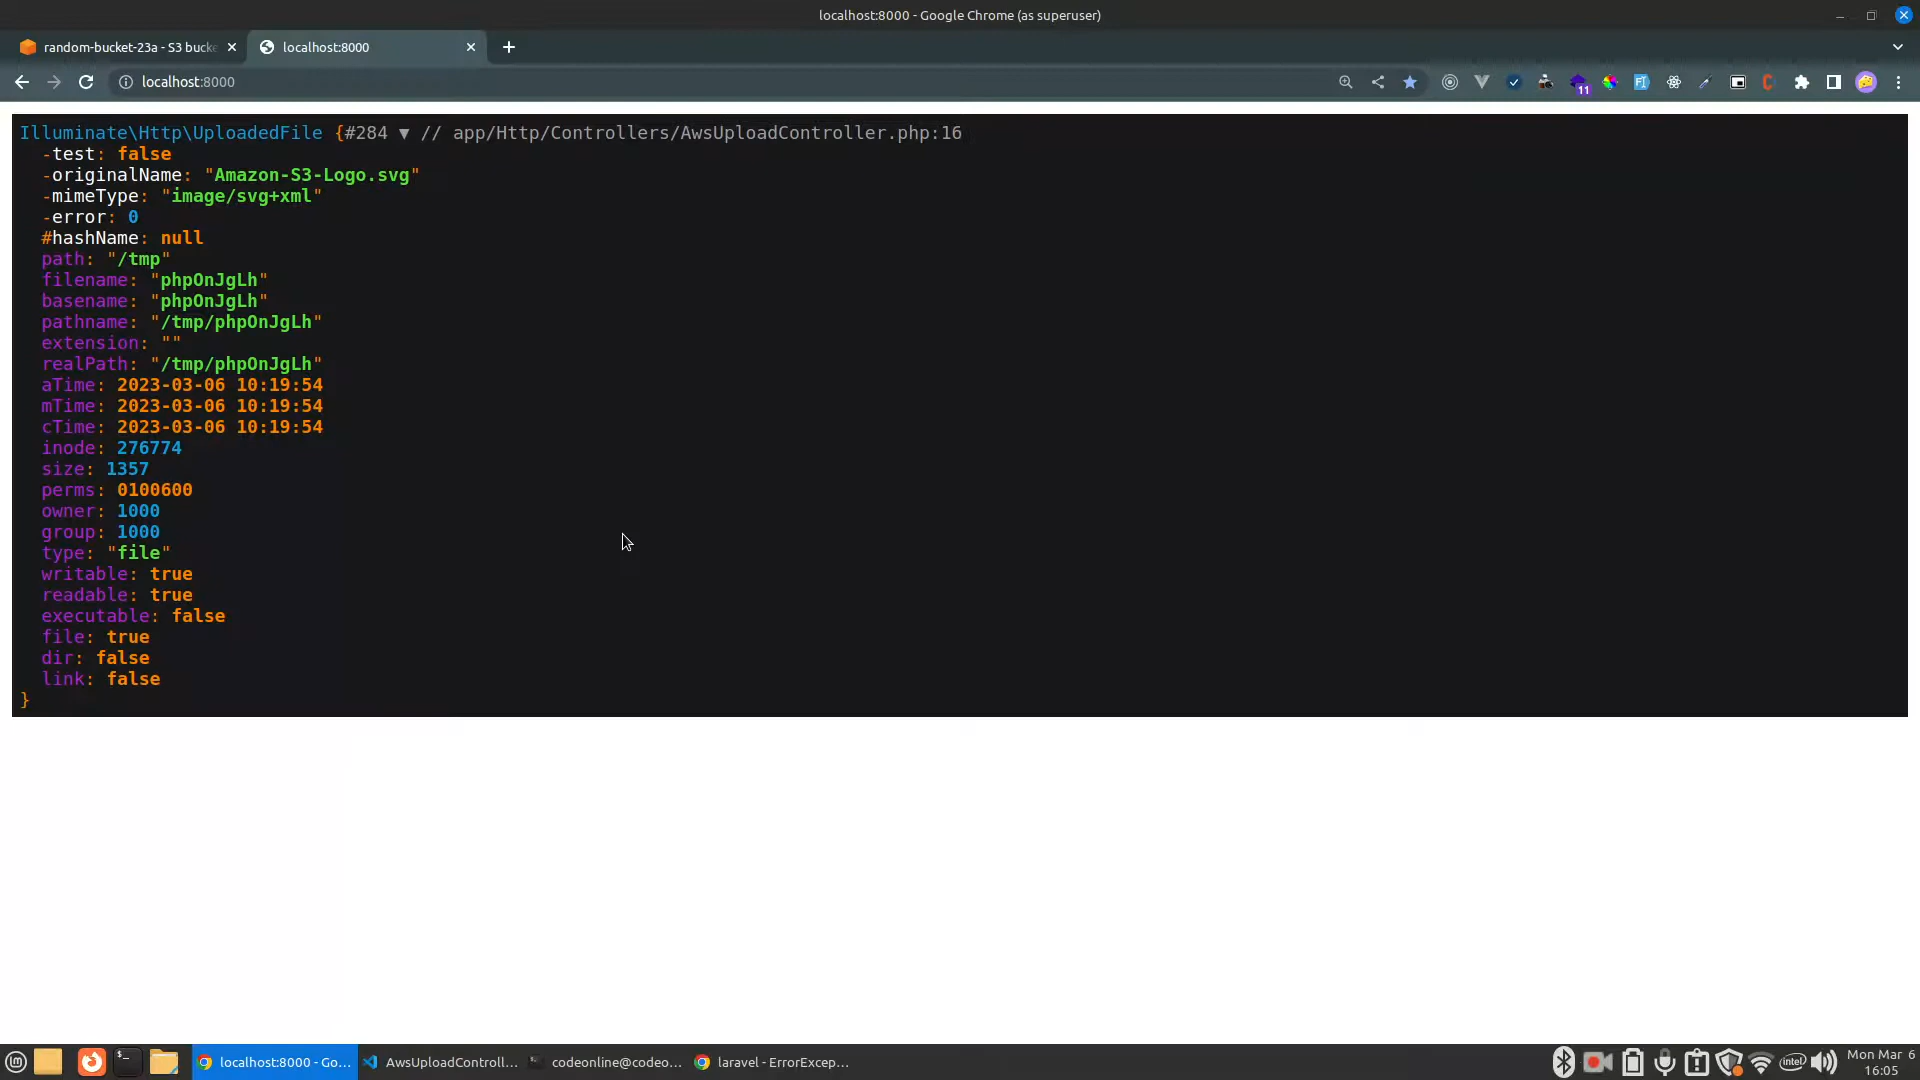 localhost:8000 - Google Chrome (as superuser)
random-bucket-23a - S3 bucke
localhost:8000
localhost:8000
11
Illuminate\Http\UploadedFile {#284 ▼ // app/Http/Controllers/AwsUploadController.php:16
-test: false
-originalName: "Amazon-S3-Logo.svg"
-mimeType: "image/svg+xml"
-error: 0
#hashName: null
path: "/tmp"
filename: "phpOnJgLh"
basename: "phpOnJgLh"
pathname: "/tmp/phpOnJgLh"
extension: ""
realPath: "/tmp/phpOnJgLh"
aTime: 2023-03-06 10:19:54
mTime: 2023-03-06 10:19:54
cTime: 2023-03-06 10:19:54
inode: 276774
size: 1357
perms: 0100600
owner: 1000
group: 1000
type: "file"
writable: true
readable: true
executable: false
file: true
dir: false
link: false
}
localhost:8000 - Go...
AwsUploadControll...
codeonline@codeo...
laravel - ErrorExcep...
intel
Mon Mar 6
16:05